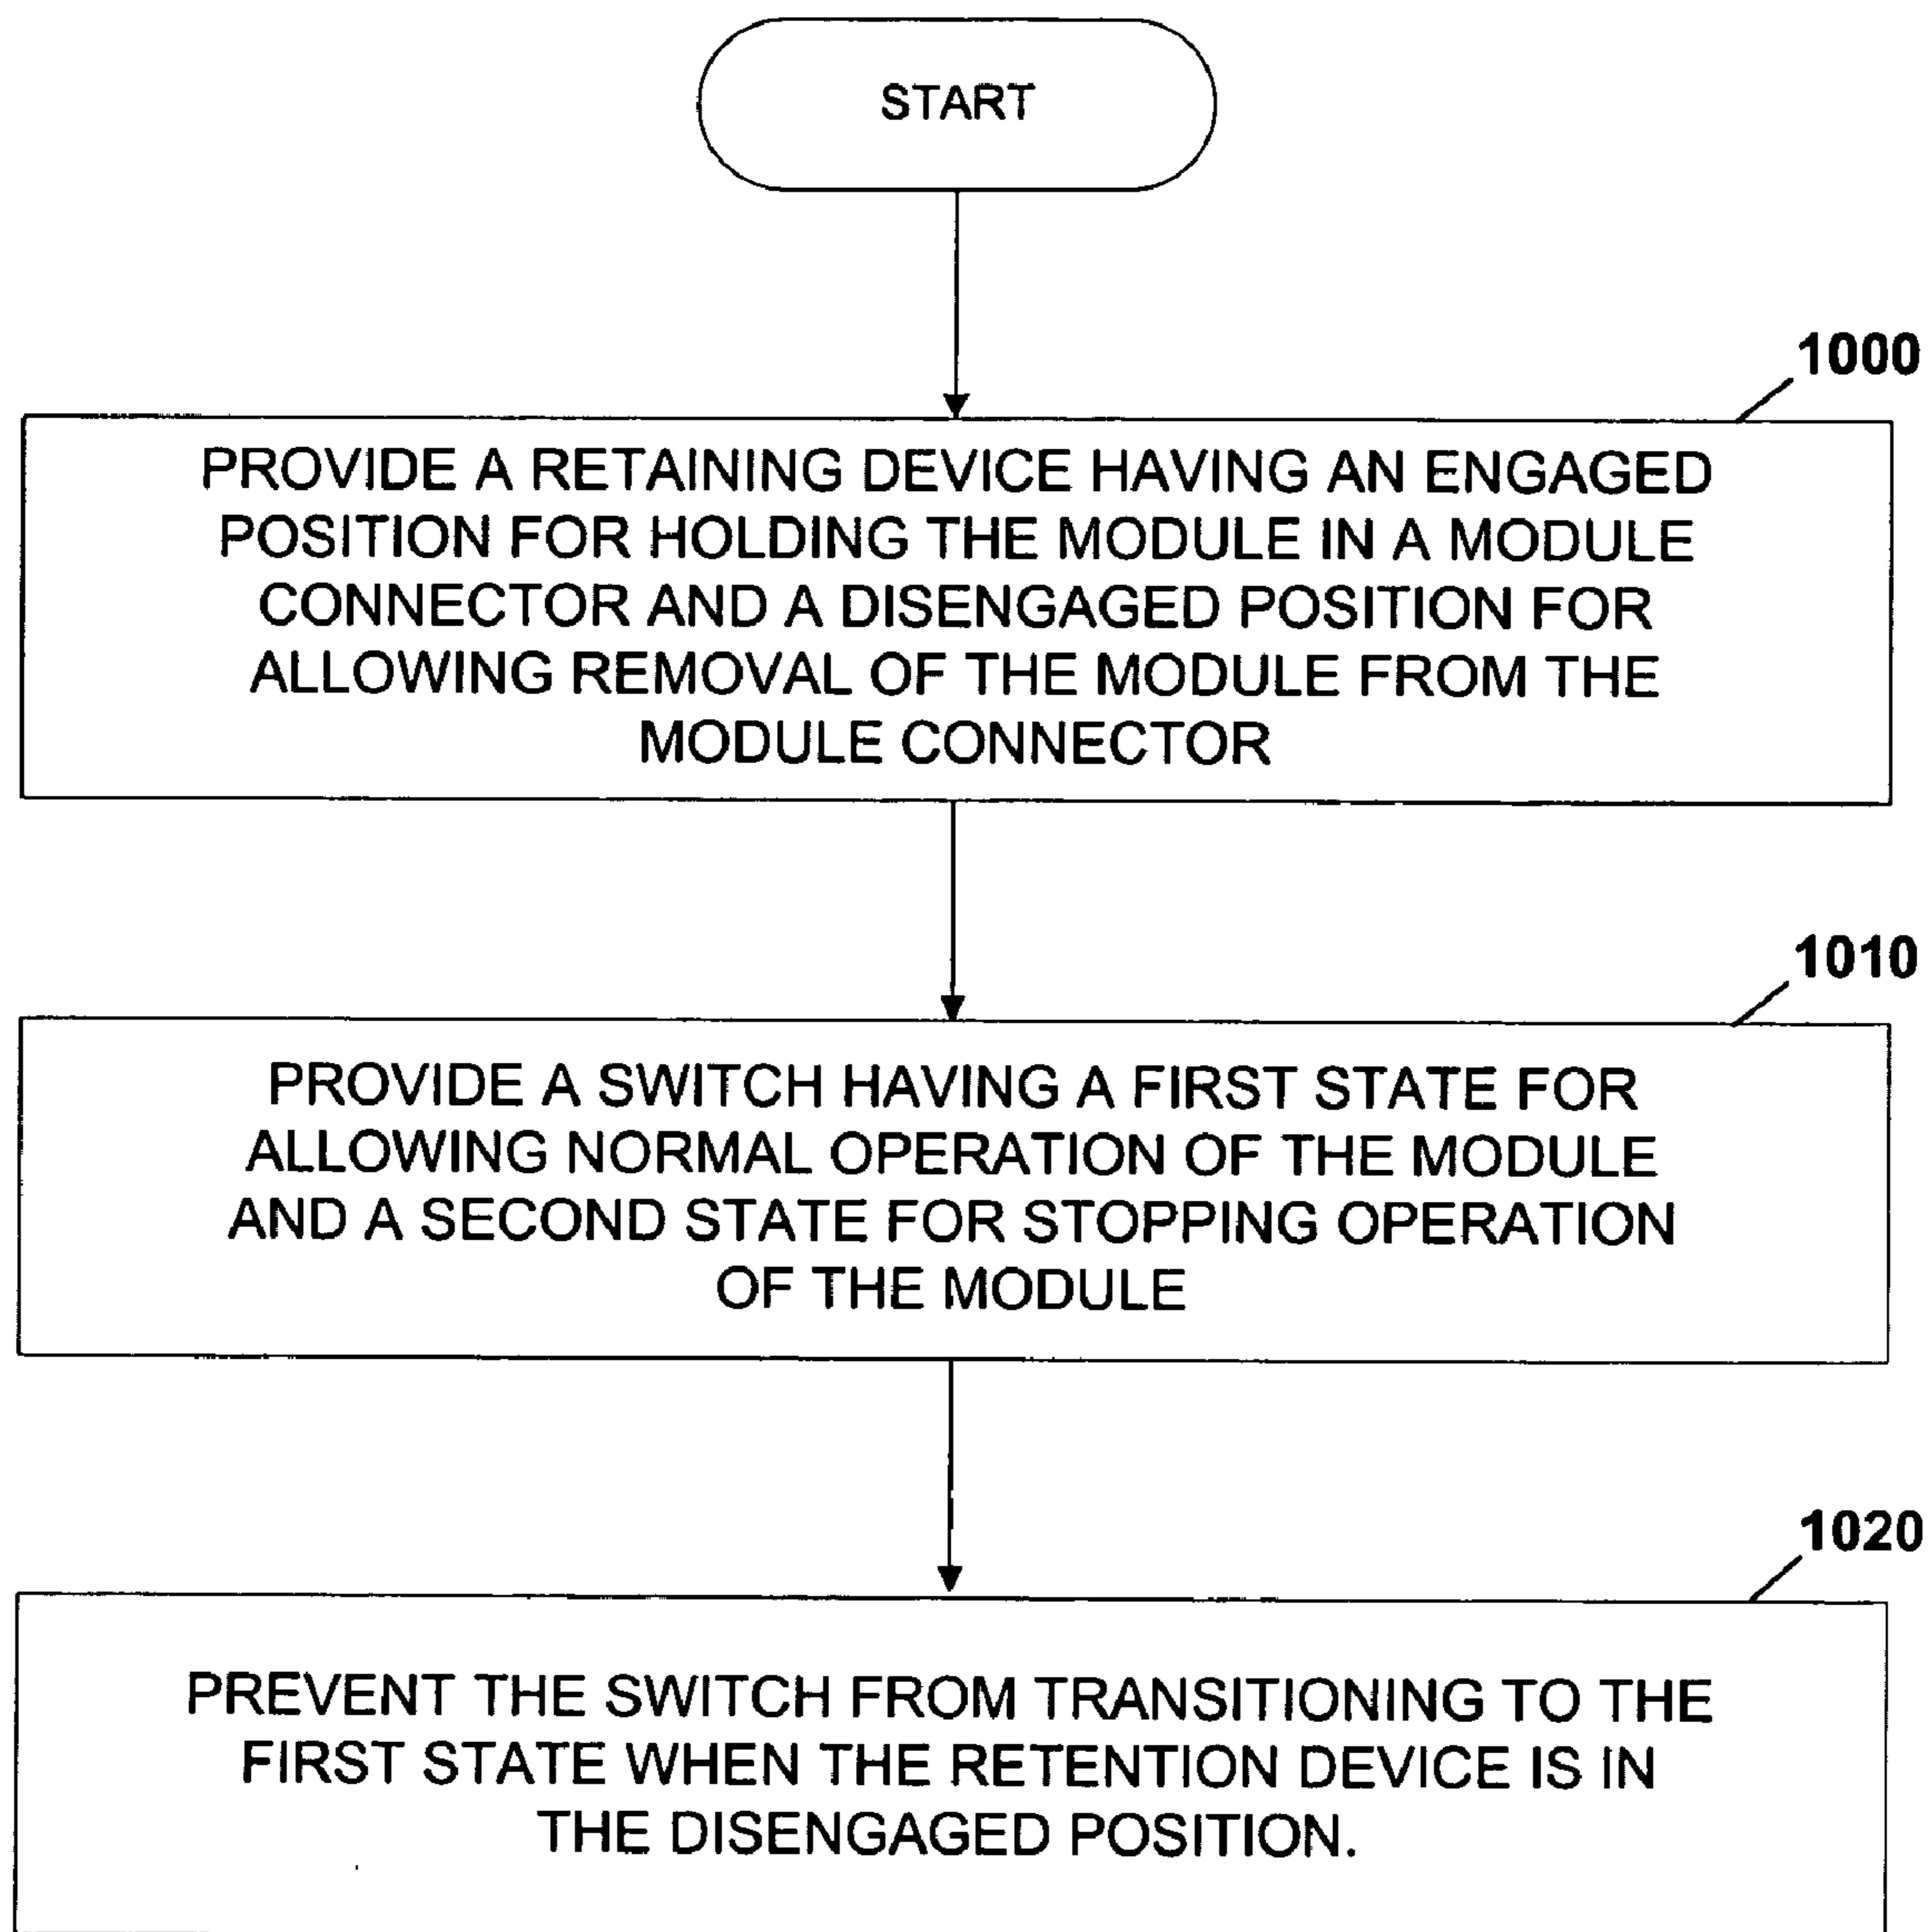 START
1000
PROVIDE A RETAINING DEVICE HAVING AN ENGAGED
POSITION FOR HOLDING THE MODULE IN A MODULE
CONNECTOR AND A DISENGAGED POSITION FOR
ALLOWING REMOVAL OF THE MODULE FROM THE
MODULE CONNECTOR
1010
PROVIDE A SWITCH HAVING A FIRST STATE FOR
ALLOWING NORMAL OPERATION OF THE MODULE
AND A SECOND STATE FOR STOPPING OPERATION
OF THE MODULE
1020
PREVENT THE SWITCH FROM TRANSITIONING TO THE
FIRST STATE WHEN THE RETENTION DEVICE IS IN
THE DISENGAGED POSITION.